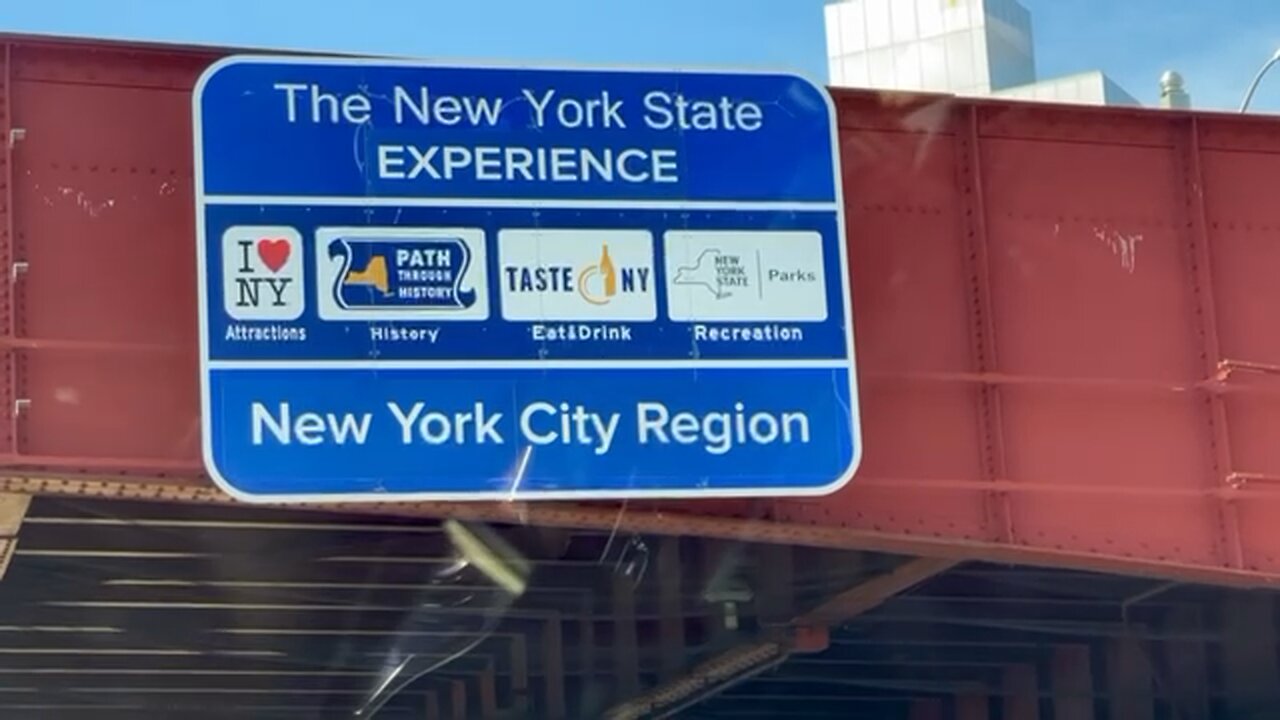 The New York State
EXPERIENCE
I ❤ NY
PATH THROUGH HISTORY
TASTE NY
NEW YORK STATE | Parks
Attractions
History
Eat&Drink
Recreation
New York City Region